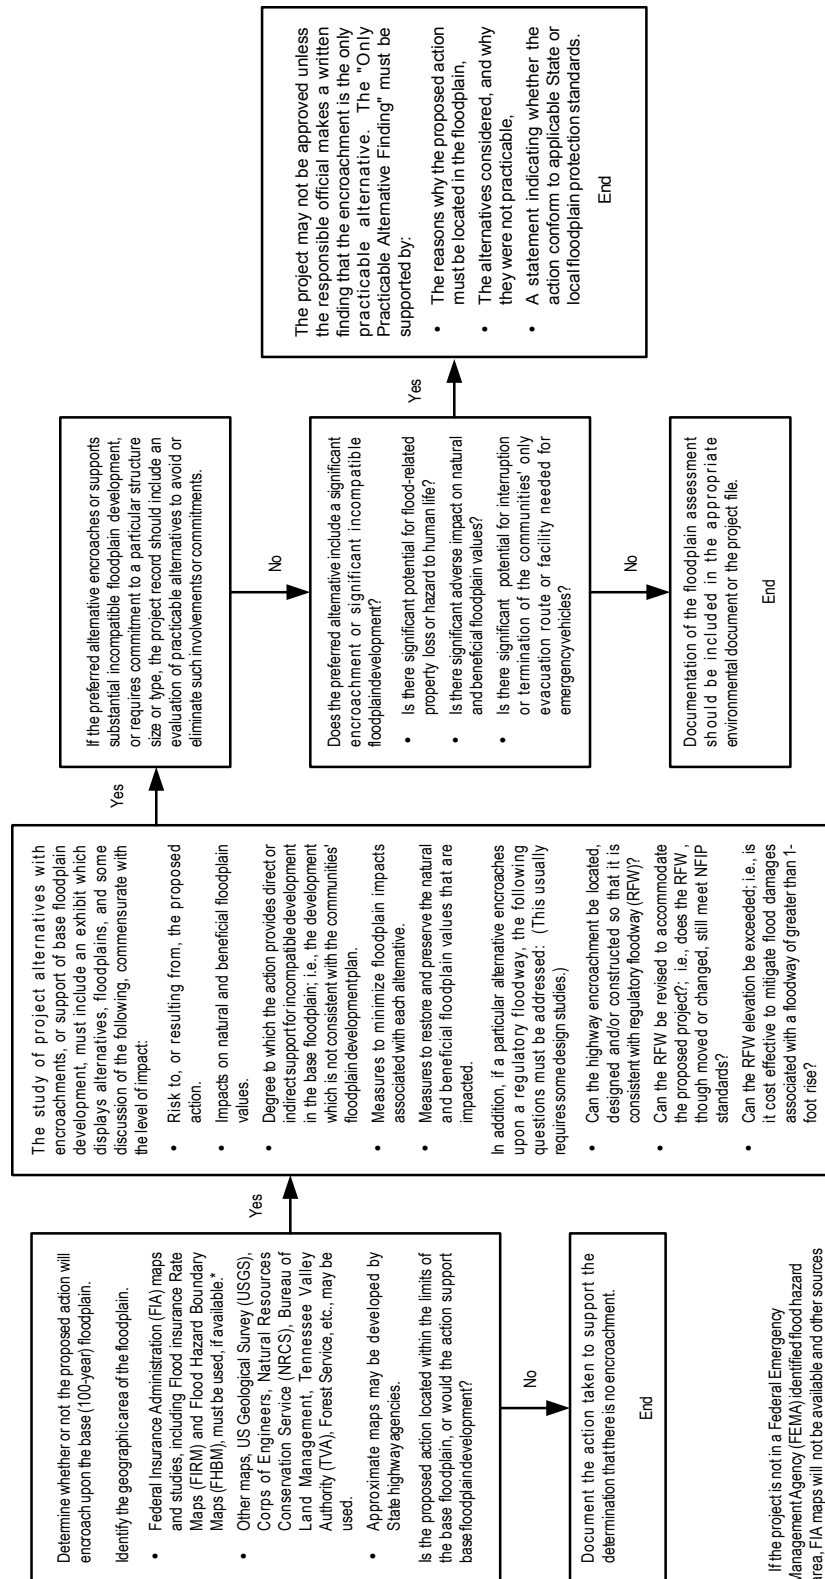 Determine whether or not the proposed action will
encroach upon the base (100-year) floodplain.
Identify the geographic area of the floodplain.
• Federal Insurance Administration (FIA) maps
and studies, including Flood insurance Rate
Maps (FIRM) and Flood Hazard Boundary
Maps (FHBM), must be used, if available.*
• Other maps, US Geological Survey (USGS),
Corps of Engineers, Natural Resources
Conservation Service (NRCS), Bureau of
Land Management, Tennessee Valley
Authority (TVA), Forest Service, etc., may be
used.
• Approximate maps may be developed by
State highway agencies.
Is the proposed action located within the limits of
the base floodplain, or would the action support
base floodplain development?
No
Document the action taken to support the
determination that there is no encroachment.
End
If the project is not in a Federal Emergency
Management Agency (FEMA) identified flood hazard
area, FIA maps will not be available and other sources
Yes
The study of project alternatives with
encroachments, or support of base floodplain
development, must include an exhibit which
displays alternatives, floodplains, and some
discussion of the following, commensurate with
the level of impact:
• Risk to, or resulting from, the proposed
action.
• Impacts on natural and beneficial floodplain
values.
• Degree to which the action provides direct or
indirect support for incompatible development
in the base floodplain; i.e., the development
which is not consistent with the communities'
floodplain development plan.
• Measures to minimize floodplain impacts
associated with each alternative.
• Measures to restore and preserve the natural
and beneficial floodplain values that are
impacted.
In addition, if a particular alternative encroaches
upon a regulatory floodway, the following
questions must be addressed: (This usually
requires some design studies.)
• Can the highway encroachment be located,
designed and/or constructed so that it is
consistent with regulatory floodway (RFW)?
• Can the RFW be revised to accommodate
the proposed project?; i.e., does the RFW,
though moved or changed, still meet NFIP
standards?
• Can the RFW elevation be exceeded; i.e., is
it cost effective to mitigate flood damages
associated with a floodway of greater than 1-
foot rise?
Yes
If the preferred alternative encroaches or supports
substantial incompatible floodplain development,
or requires commitment to a particular structure
size or type, the project record should include an
evaluation of practicable alternatives to avoid or
eliminate such involvements or commitments.
No
Does the preferred alternative include a significant
encroachment or significant incompatible
floodplain development?
• Is there significant potential for flood-related
property loss or hazard to human life?
• Is there significant adverse impact on natural
and beneficial floodplain values?
• Is there significant potential for interruption
or termination of the communities' only
evacuation route or facility needed for
emergency vehicles?
No
Documentation of the floodplain assessment
should be included in the appropriate
environmental document or the project file.
End
Yes
The project may not be approved unless
the responsible official makes a written
finding that the encroachment is the only
practicable alternative. The "Only
Practicable Alternative Finding" must be
supported by:
• The reasons why the proposed action
must be located in the floodplain,
• The alternatives considered, and why
they were not practicable,
• A statement indicating whether the
action conform to applicable State or
local floodplain protection standards.
End